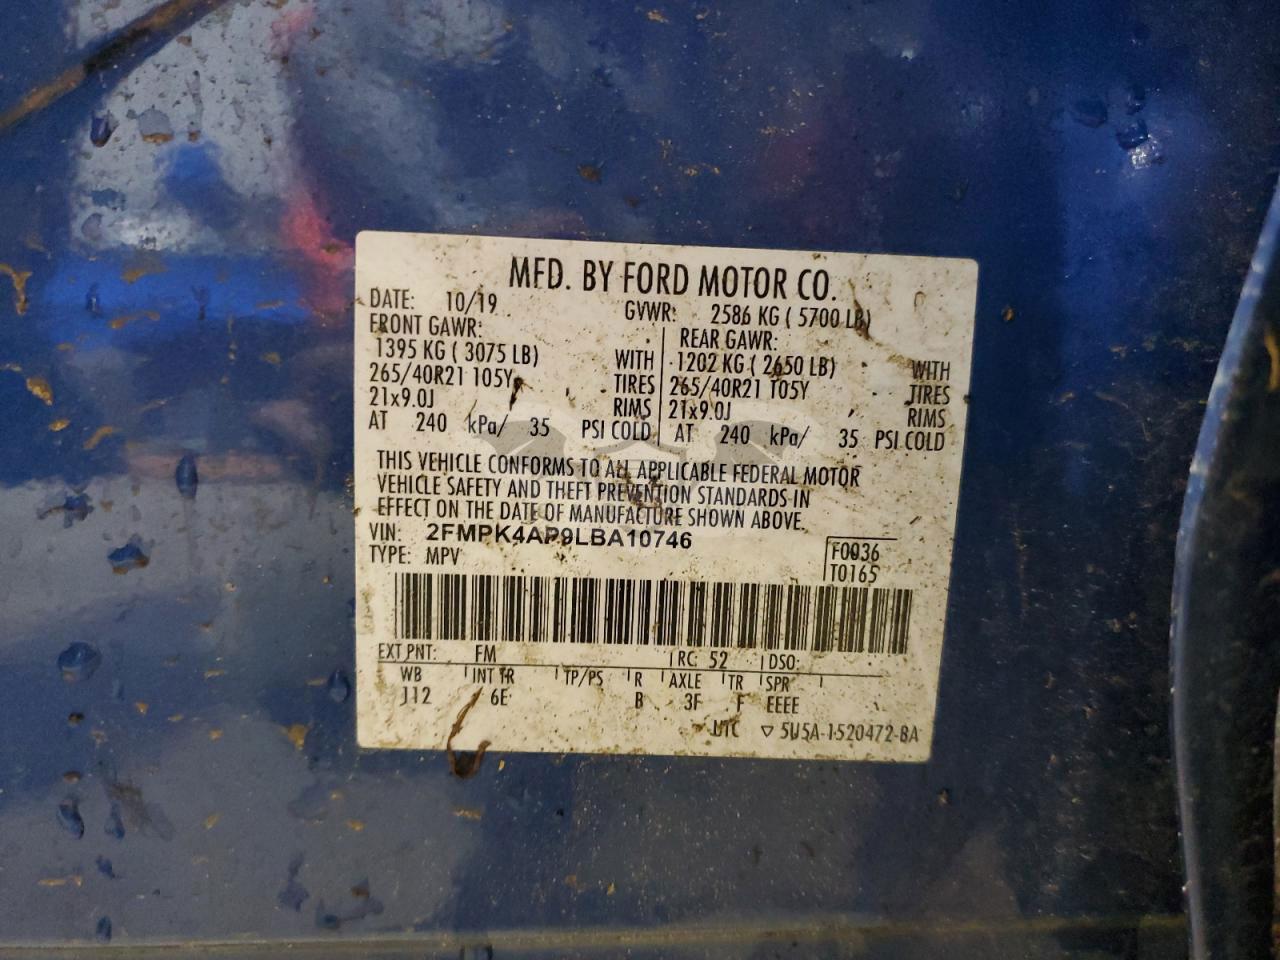 MFD. BY FORD MOTOR CO.
DATE: 10/19 GVWR: 2586 KG ( 5700 LB)
FRONT GAWR: REAR GAWR:
1395 KG ( 3075 LB) WITH 1202 KG ( 2650 LB) WITH
265/40R21 105Y TIRES 265/40R21 105Y TIRES
21x9.0J RIMS 21x9.0J RIMS
AT 240 kPa/ 35 PSI COLD AT 240 kPa/ 35 PSI COLD
THIS VEHICLE CONFORMS TO ALL APPLICABLE FEDERAL MOTOR
VEHICLE SAFETY AND THEFT PREVENTION STANDARDS IN
EFFECT ON THE DATE OF MANUFACTURE SHOWN ABOVE.
VIN: 2FMPK4AP9LBA10746
TYPE: MPV
F0036
T0165
EXT PNT: FM RC: 52 DSO:
WB INT TR TP/PS R AXLE TR SPR
J12 6E B 3F F EEEE
UTC ▽ 5U5A-1520472-BA